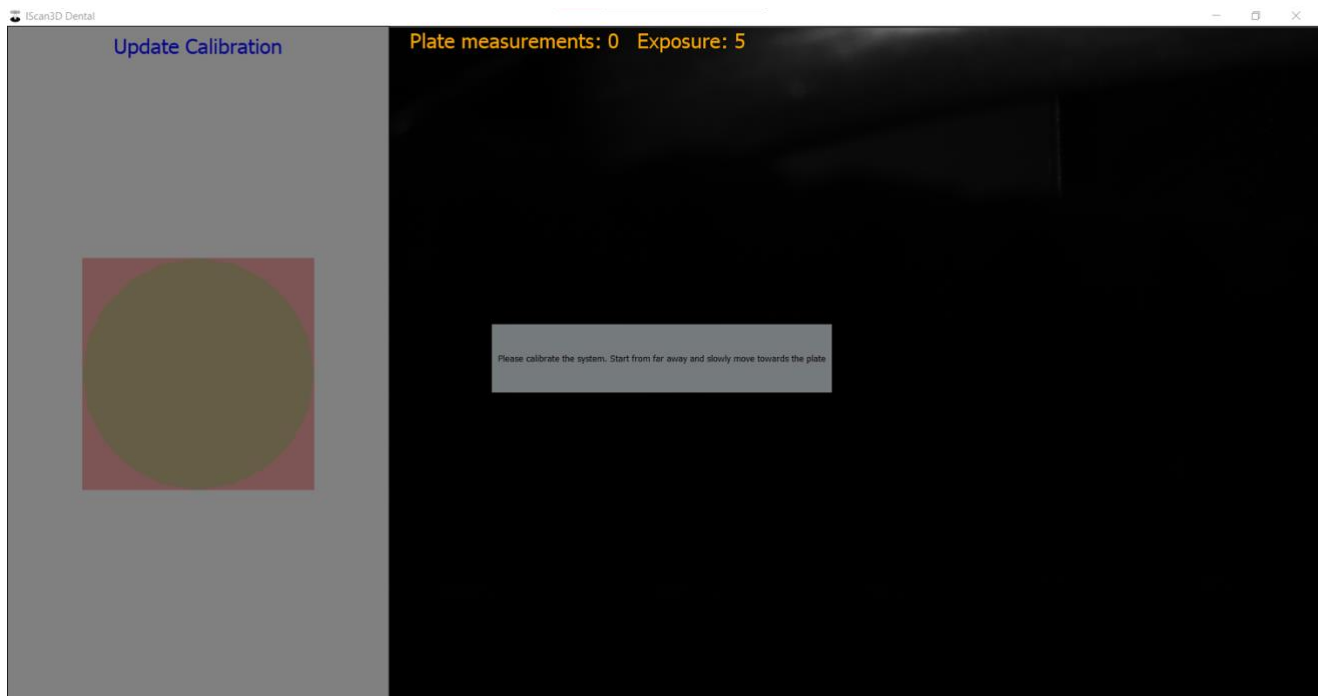 IScan3D Dental
Update Calibration
Plate measurements: 0 Exposure: 5
Please calibrate the system. Start from far away and slowly move towards the plate